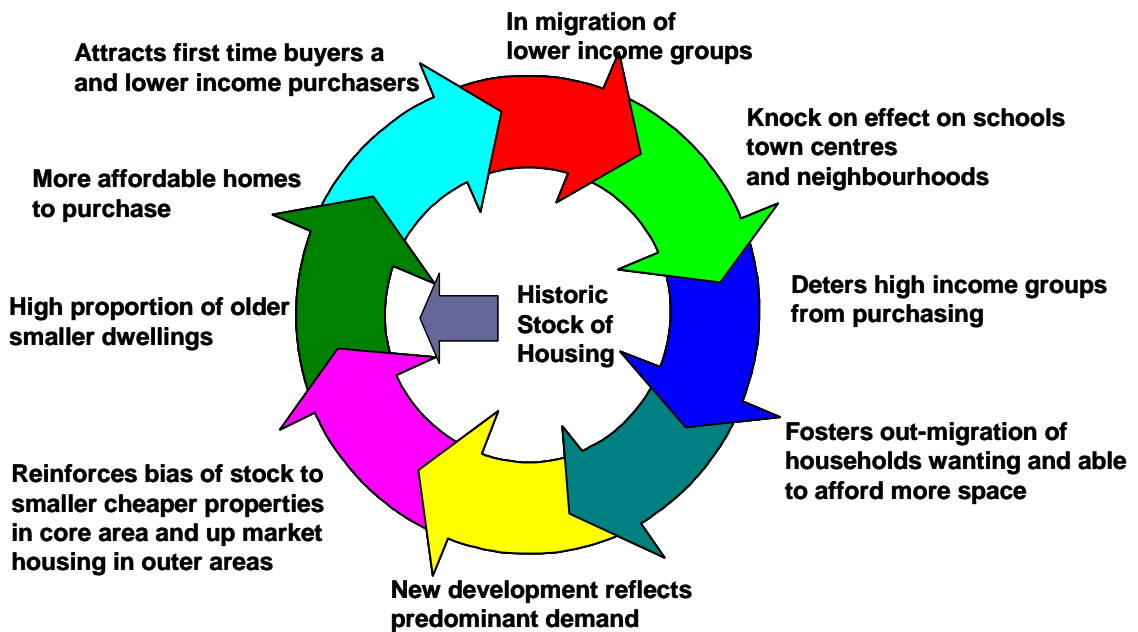 In migration of
lower income groups
Attracts first time buyers a
and lower income purchasers
Knock on effect on schools
town centres
and neighbourhoods
More affordable homes
to purchase
Deters high income groups
from purchasing
High proportion of older
smaller dwellings
Historic
Stock of
Housing
Fosters out-migration of
households wanting and able
to afford more space
Reinforces bias of stock to
smaller cheaper properties
in core area and up market
housing in outer areas
New development reflects
predominant demand